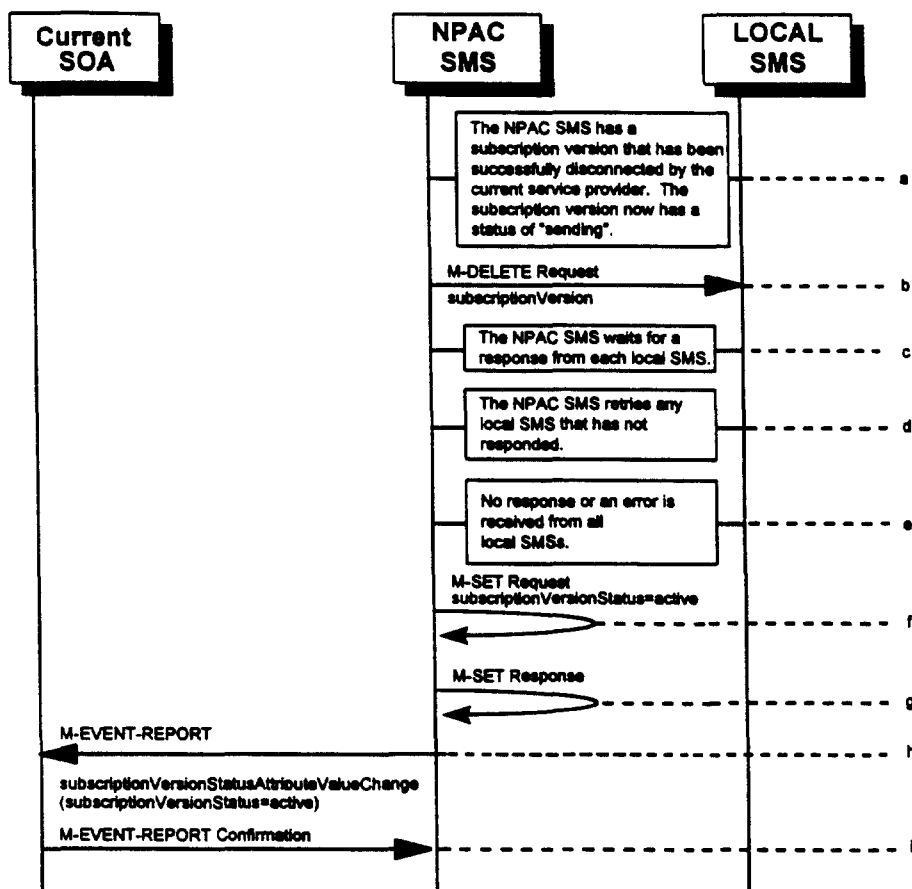 Current
SOA
NPAC
SMS
LOCAL
SMS
The NPAC SMS has a
subscription version that has been
successfully disconnected by the
current service provider. The
subscription version now has a
status of "sending".
a
M-DELETE Request
subscriptionVersion
b
The NPAC SMS waits for a
response from each local SMS.
c
The NPAC SMS retries any
local SMS that has not
responded.
d
No response or an error is
received from all
local SMSs.
e
M-SET Request
subscriptionVersionStatus=active
f
M-SET Response
g
M-EVENT-REPORT
h
subscriptionVersionStatusAttributeValueChange
(subscriptionVersionStatus=active)
M-EVENT-REPORT Confirmation
i